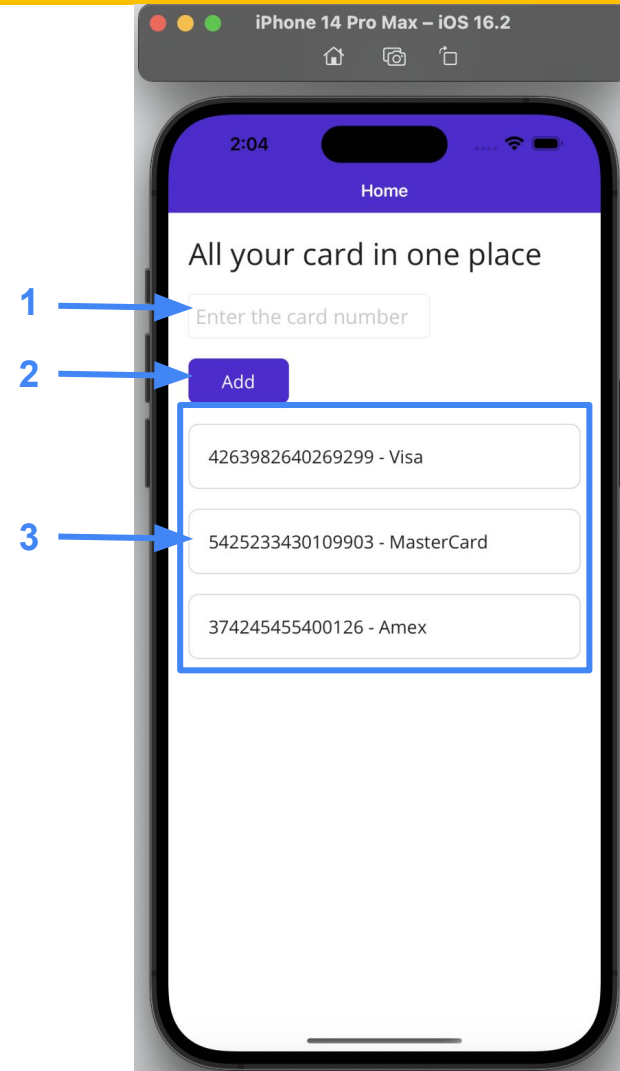 iPhone 14 Pro Max – iOS 16.2
2:04
Home
All your card in one place
1
Enter the card number
2
Add
4263982640269299 - Visa
3
5425233430109903 - MasterCard
374245455400126 - Amex